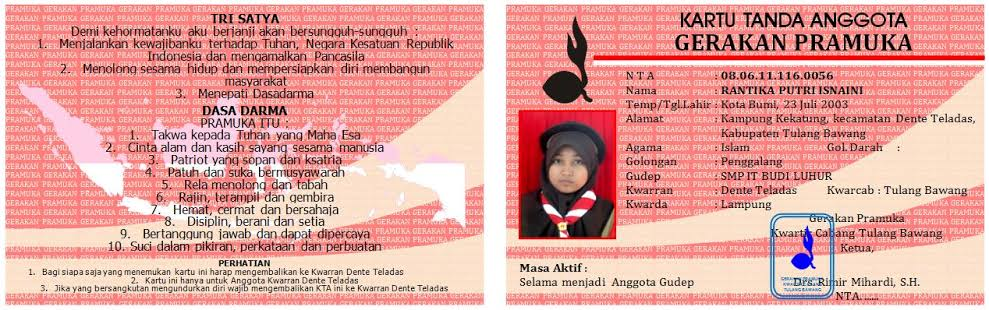 TRI SATYA
Demi kehormatanku aku berjanji akan bersungguh-sungguh :
1. Menjalankan kewajibanku terhadap Tuhan, Negara Kesatuan Republik
Indonesia dan mengamalkan Pancasila
2. Menolong sesama hidup dan mempersiapkan diri membangun
masyarakat
3. Menepati Dasadarma
DASA DARMA
PRAMUKA ITU :
1. Takwa kepada Tuhan yang Maha Esa
2. Cinta alam dan kasih sayang sesama manusia
3. Patriot yang sopan dan ksatria
4. Patuh dan suka bermusyawarah
5. Rela menolong dan tabah
6. Rajin, terampil dan gembira
7. Hemat, cermat dan bersahaja
8. Disiplin, berani dan setia
9. Bertanggung jawab dan dapat dipercaya
10. Suci dalam pikiran, perkataan dan perbuatan
PERHATIAN
1. Bagi siapa saja yang menemukan kartu ini harap mengembalikan ke Kwarran Dente Teladas
2. Kartu ini hanya untuk Anggota Kwarran Dente Teladas
3. Jika yang bersangkutan mengundurkan diri wajib mengembalikan KTA ini ke Kwarran Dente Teladas
KARTU TANDA ANGGOTA
GERAKAN PRAMUKA
N T A : 08.06.11.116.0056
Nama : RANTIKA PUTRI ISNAINI
Temp/Tgl.Lahir : Kota Bumi, 23 Juli 2003
Alamat : Kampung Kekatung, kecamatan Dente Teladas,
Kabupaten Tulang Bawang
Agama : Islam Gol. Darah :
Golongan : Penggalang
Gudep : SMP IT BUDI LUHUR
Kwarran : Dente Teladas Kwarcab : Tulang Bawang
Kwarda : Lampung
Gerakan Pramuka
Kwartir Cabang Tulang Bawang
Ketua,
Masa Aktif :
Selama menjadi Anggota Gudep
Drs. Rimir Mihardi, S.H.
NTA. ......
TULANG BAWANG